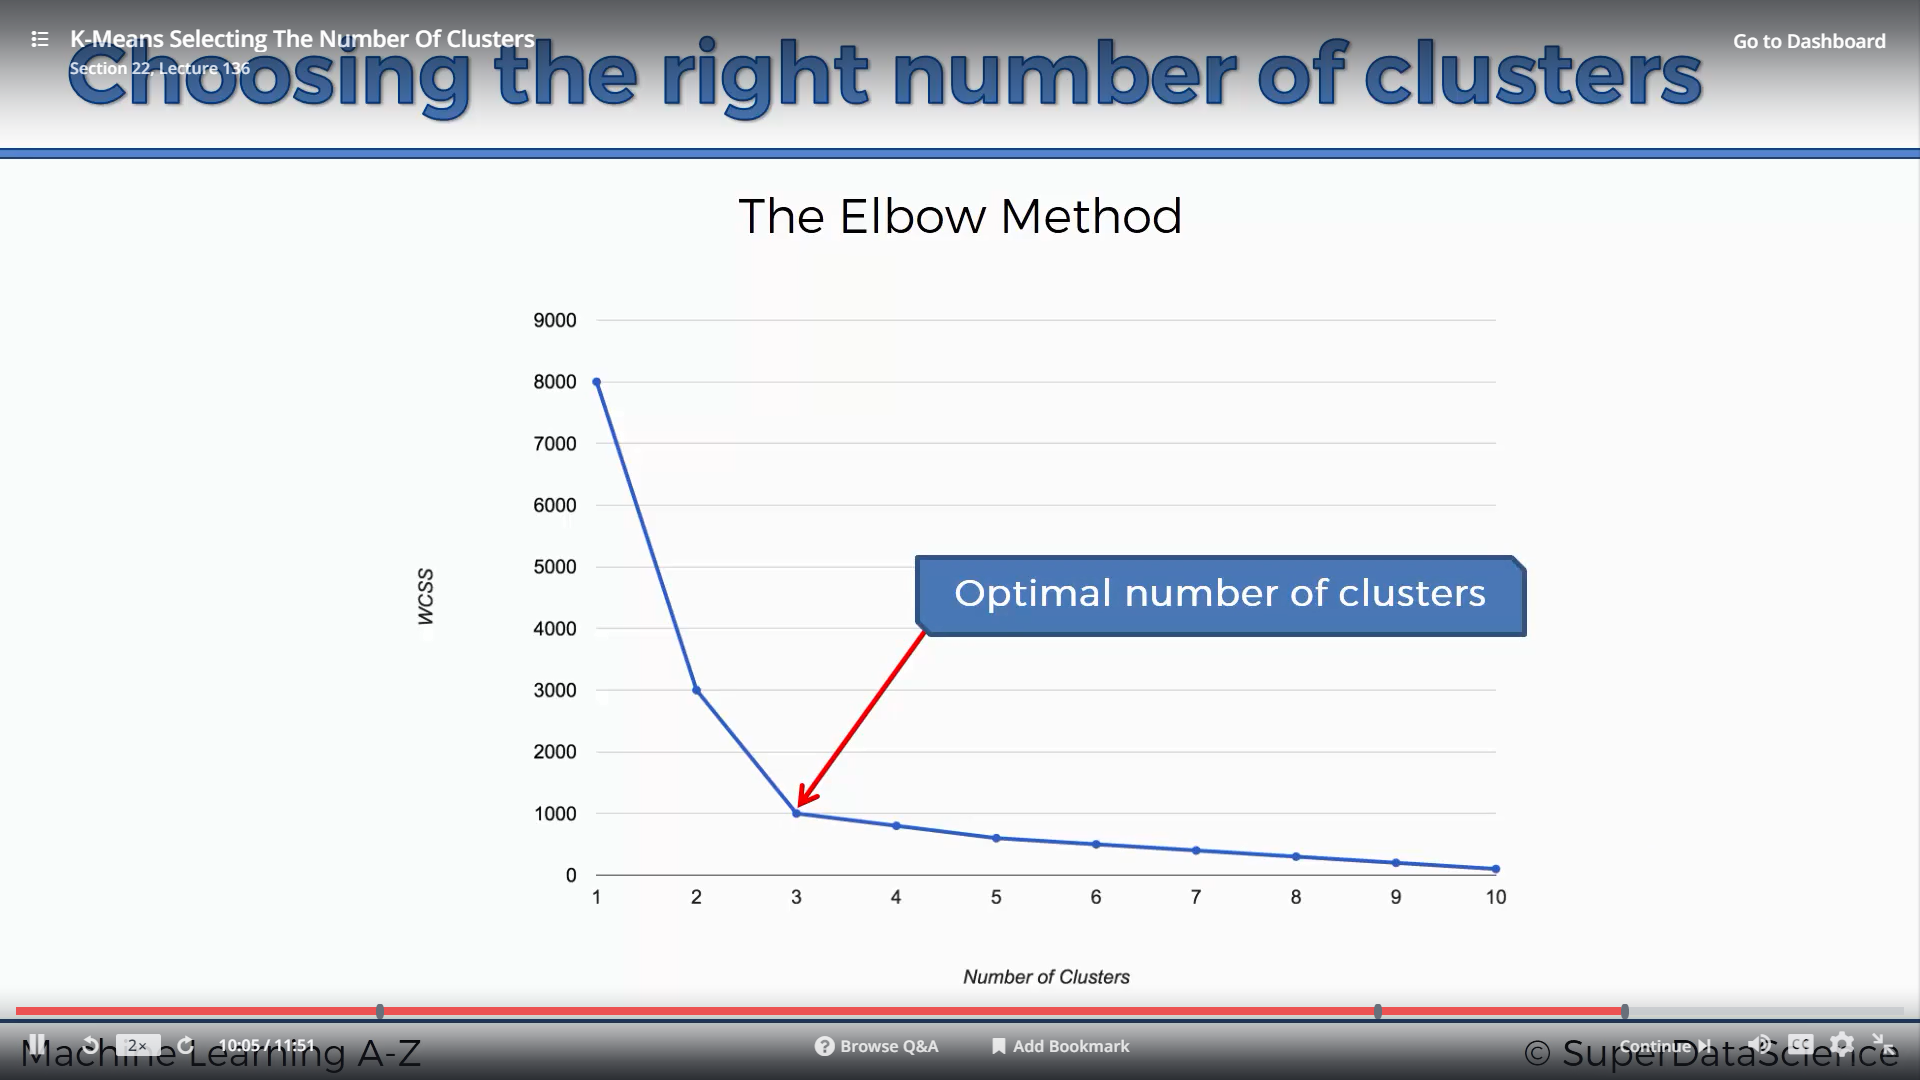 K-Means Selecting The Number Of Clusters
Go to Dashboard
Section 22, Lecture 136
Choosing the right number of clusters
The Elbow Method
9000
8000
7000
6000
5000
4000
3000
2000
1000
0
WCSS
Optimal number of clusters
1 2 3 4 5 6 7 8 9 10
Number of Clusters
2x
10:05 / 11:51
Browse Q&A
Add Bookmark
Continue
CC
Machine Learning A-Z
© SuperDataScience